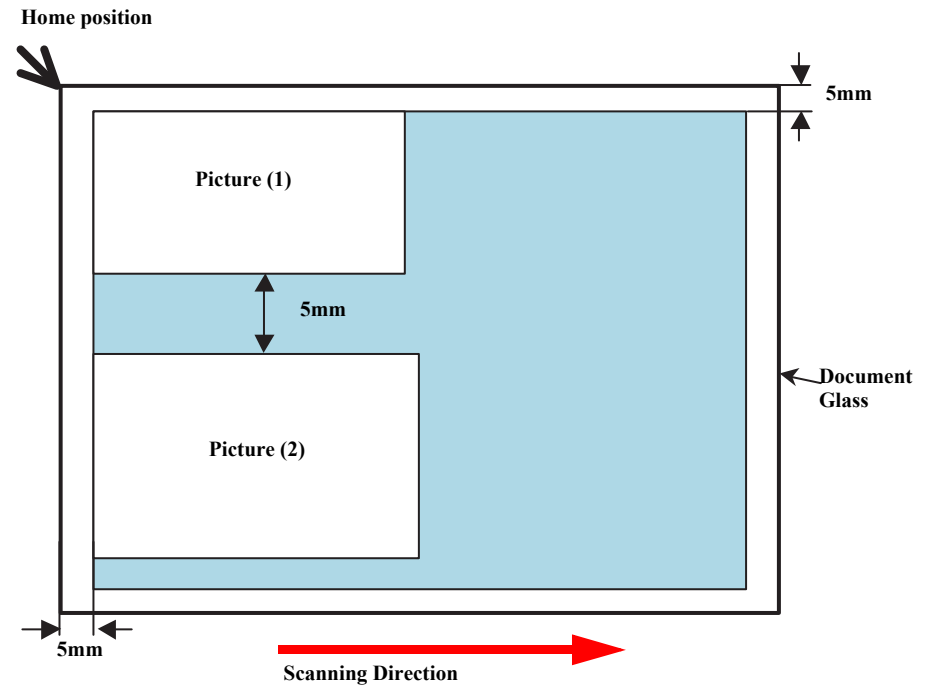 Home position
5mm
Picture (1)
5mm
Document
Glass
Picture (2)
5mm
Scanning Direction